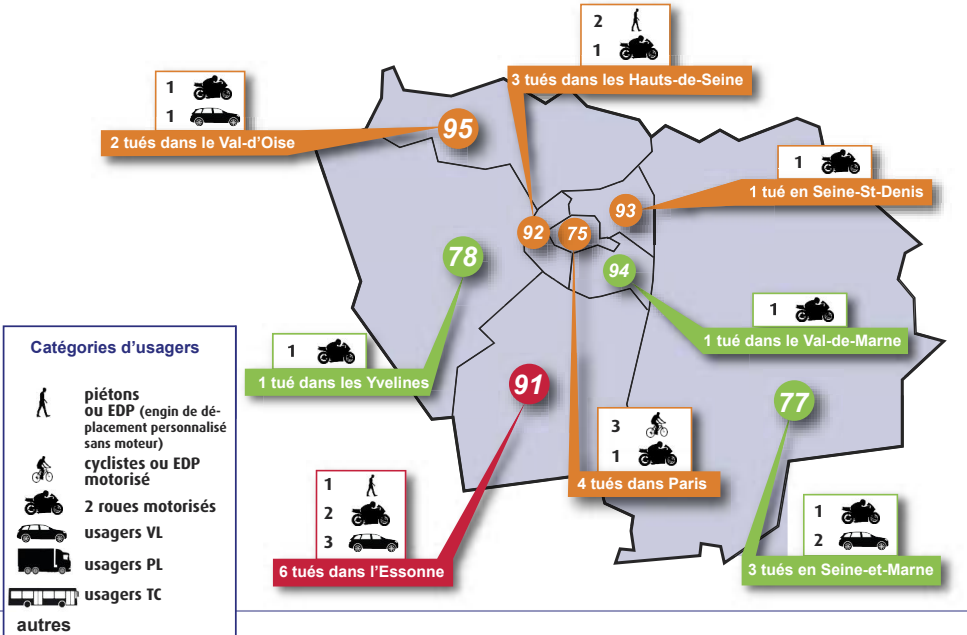 2
1
3 tués dans les Hauts-de-Seine
1
1
2 tués dans le Val-d'Oise
95
1
1 tué en Seine-St-Denis
93
92
75
78
94
1
1 tué dans le Val-de-Marne
1
1 tué dans les Yvelines
91
77
3
1
4 tués dans Paris
1
2
3
6 tués dans l'Essonne
1
2
3 tués en Seine-et-Marne
Catégories d'usagers
piétons
ou EDP (engin de dé-
placement personnalisé
sans moteur)
cyclistes ou EDP
motorisé
2 roues motorisés
usagers VL
usagers PL
usagers TC
autres